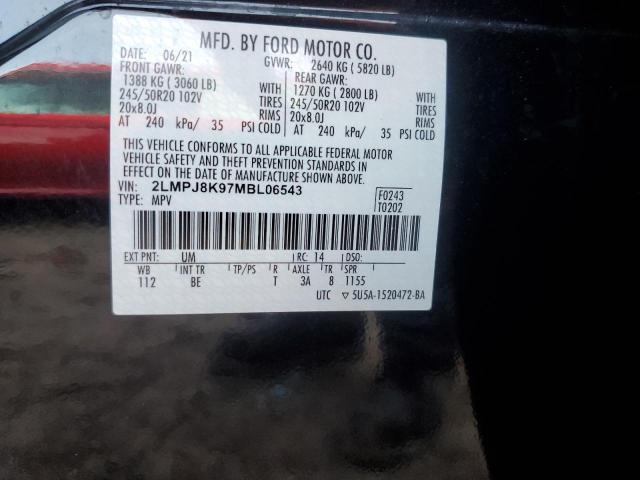 MFD. BY FORD MOTOR CO.
DATE: 06/21 GVWR: 2640 KG (5820 LB)
FRONT GAWR: REAR GAWR:
1388 KG (3060 LB) WITH 1270 KG (2800 LB) WITH
245/50R20 102V TIRES 245/50R20 102V TIRES
20x8.0J RIMS 20x8.0J RIMS
AT 240 kPa/ 35 PSI COLD AT 240 kPa/ 35 PSI COLD
THIS VEHICLE CONFORMS TO ALL APPLICABLE FEDERAL MOTOR
VEHICLE SAFETY AND THEFT PREVENTION STANDARDS IN
EFFECT ON THE DATE OF MANUFACTURE SHOWN ABOVE.
VIN: 2LMPJ8K97MBL06543 F0243
TYPE: MPV T0202
EXT PNT: UM RC: 14 DSO:
WB INT TR TP/PS R AXLE TR SPR
112 BE T 3A 8 1155
UTC ▽ 5U5A-1520472-BA